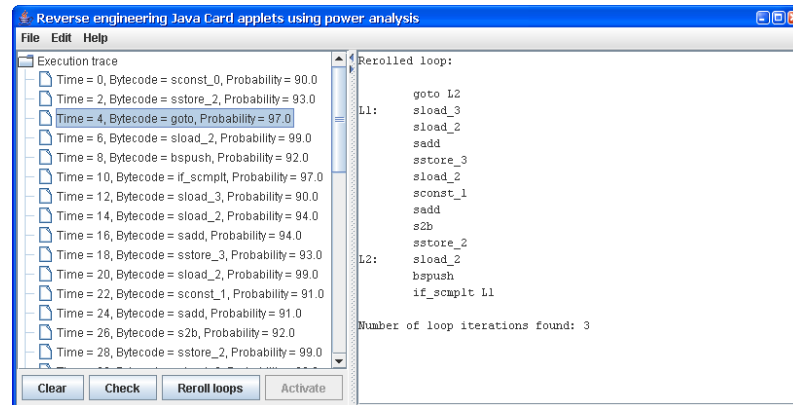 Reverse engineering Java Card applets using power analysis
File Edit Help
Execution trace
Time = 0, Bytecode = sconst_0, Probability = 90.0
Time = 2, Bytecode = sstore_2, Probability = 93.0
Time = 4, Bytecode = goto, Probability = 97.0
Time = 6, Bytecode = sload_2, Probability = 99.0
Time = 8, Bytecode = bspush, Probability = 92.0
Time = 10, Bytecode = if_scmplt, Probability = 97.0
Time = 12, Bytecode = sload_3, Probability = 90.0
Time = 14, Bytecode = sload_2, Probability = 94.0
Time = 16, Bytecode = sadd, Probability = 94.0
Time = 18, Bytecode = sstore_3, Probability = 93.0
Time = 20, Bytecode = sload_2, Probability = 99.0
Time = 22, Bytecode = sconst_1, Probability = 91.0
Time = 24, Bytecode = sadd, Probability = 91.0
Time = 26, Bytecode = s2b, Probability = 92.0
Time = 28, Bytecode = sstore_2, Probability = 99.0
Clear Check Reroll loops Activate
Rerolled loop:
goto L2
L1: sload_3
sload_2
sadd
sstore_3
sload_2
sconst_1
sadd
s2b
sstore_2
L2: sload_2
bspush
if_scmplt L1
Number of loop iterations found: 3